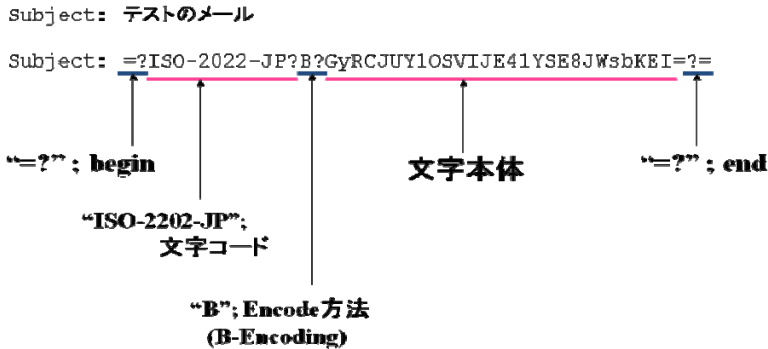 Subject: テストのメール
Subject: =?ISO-2022-JP?B?GyRCJUY1OSVIJE41YSE8JWsbKEI=?=
“=?” ; begin
文字本体
“=?” ; end
“ISO-2202-JP”;
文字コード
“B”; Encode方法
(B-Encoding)